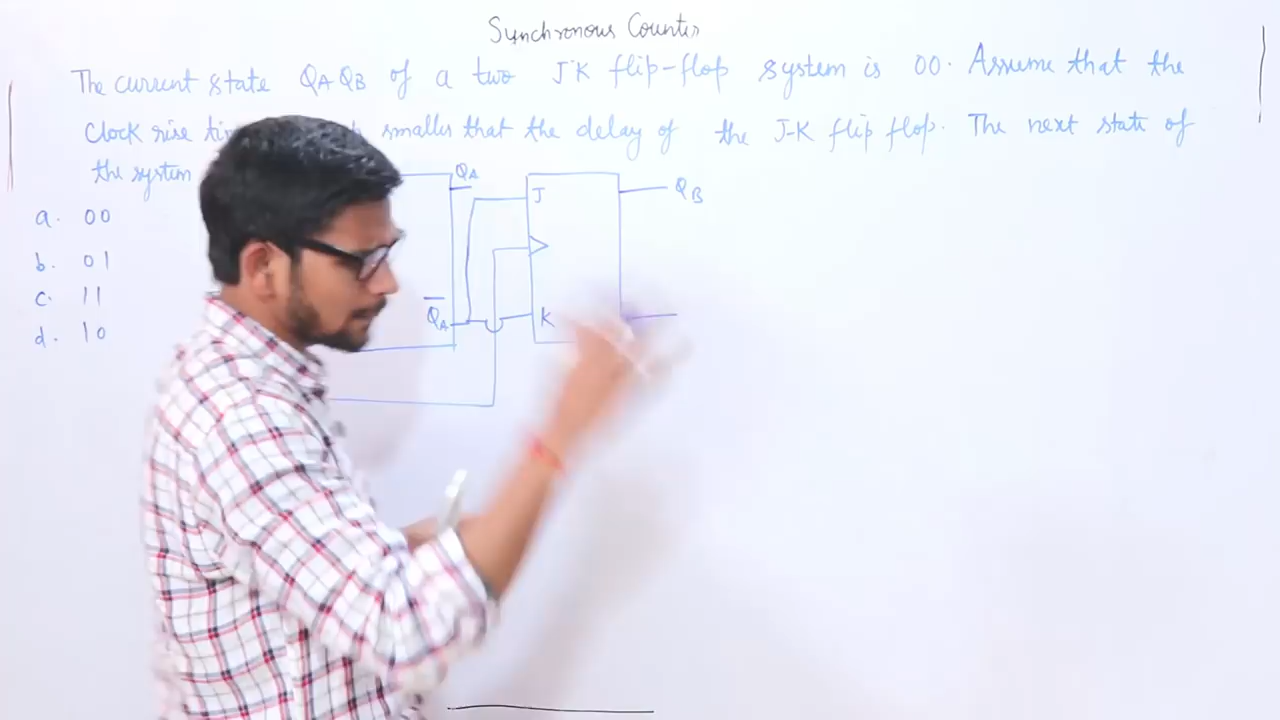 Synchronous Counter
The current state QA QB of a two JK flip-flop system is 00. Assume that the
Clock rise smaller that the delay of the J-K flip flop. The next state of
the system
a. 00
b. 01
c. 11
d. 10
QA
J
QB
Q̅A
K